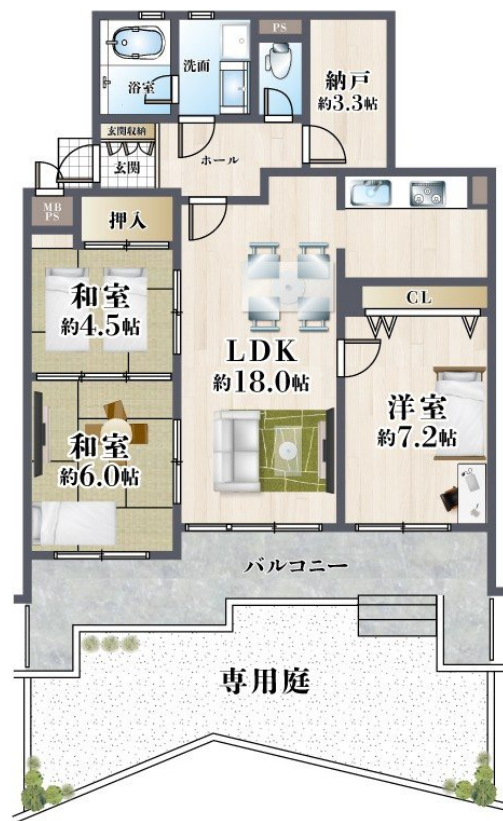 PS
洗面
浴室
納戸
約3.3帖
玄関収納
玄関
ホール
MB
PS
押入
和室
約4.5帖
CL
LDK
約18.0帖
洋室
約7.2帖
和室
約6.0帖
バルコニー
専用庭